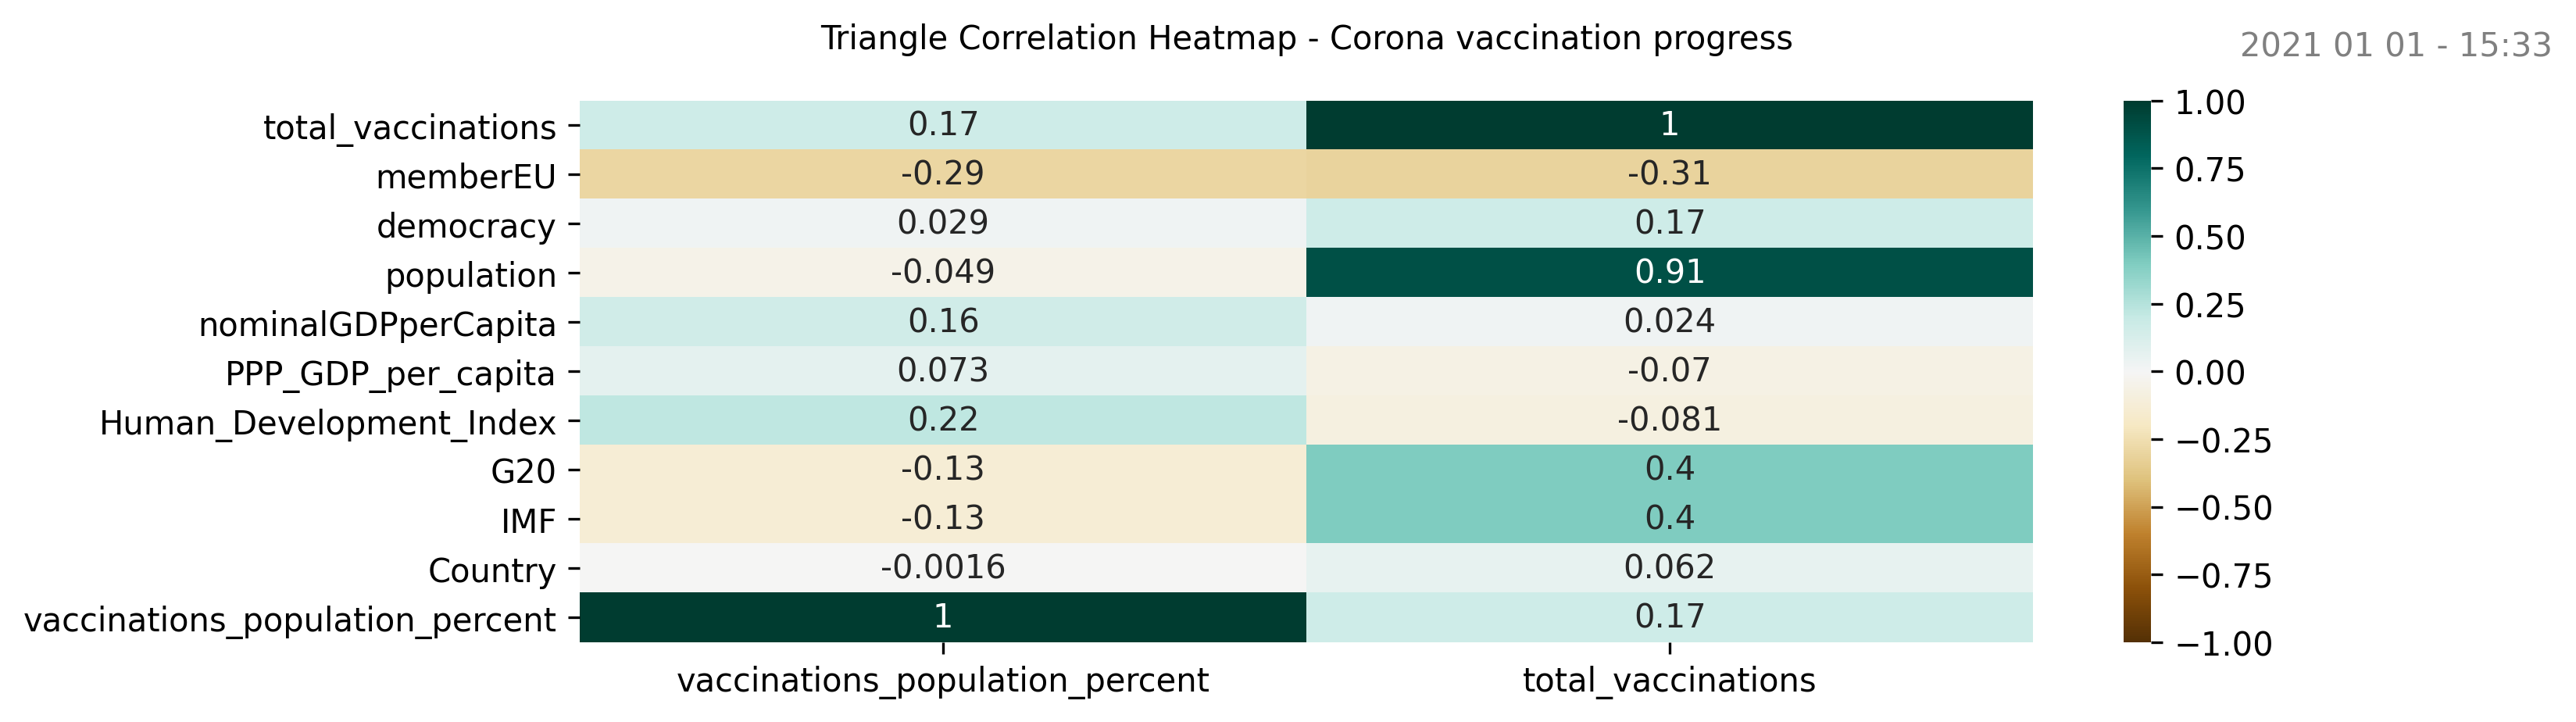 Triangle Correlation Heatmap - Corona vaccination progress
2021 01 01 - 15:33
total_vaccinations 0.17 1
memberEU -0.29 -0.31
democracy 0.029 0.17
population -0.049 0.91
nominalGDPperCapita 0.16 0.024
PPP_GDP_per_capita 0.073 -0.07
Human_Development_Index 0.22 -0.081
G20 -0.13 0.4
IMF -0.13 0.4
Country -0.0016 0.062
vaccinations_population_percent 1 0.17
vaccinations_population_percent total_vaccinations
1.00
0.75
0.50
0.25
0.00
−0.25
−0.50
−0.75
−1.00